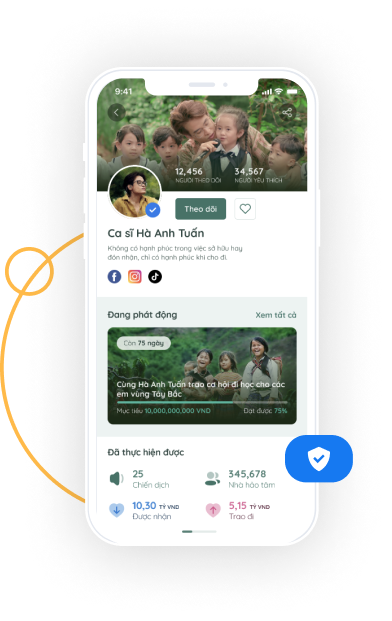 9:41
12,456 34,567
NGƯỜI THEO DÕI NGƯỜI YÊU THÍCH
Theo dõi
Ca sĩ Hà Anh Tuấn
Không có hạnh phúc trong việc sở hữu hay
đón nhận, chỉ có hạnh phúc khi cho đi.
Đang phát động Xem tất cả
Còn 75 ngày
Cùng Hà Anh Tuấn trao cơ hội đi học cho các
em vùng Tây Bắc
Mục tiêu 10,000,000,000 VND Đạt được 75%
Đã thực hiện được
25 345,678
Chiến dịch Nhà hảo tâm
10,30 TỶ VND 5,15 TỶ VND
Được nhận Trao đi